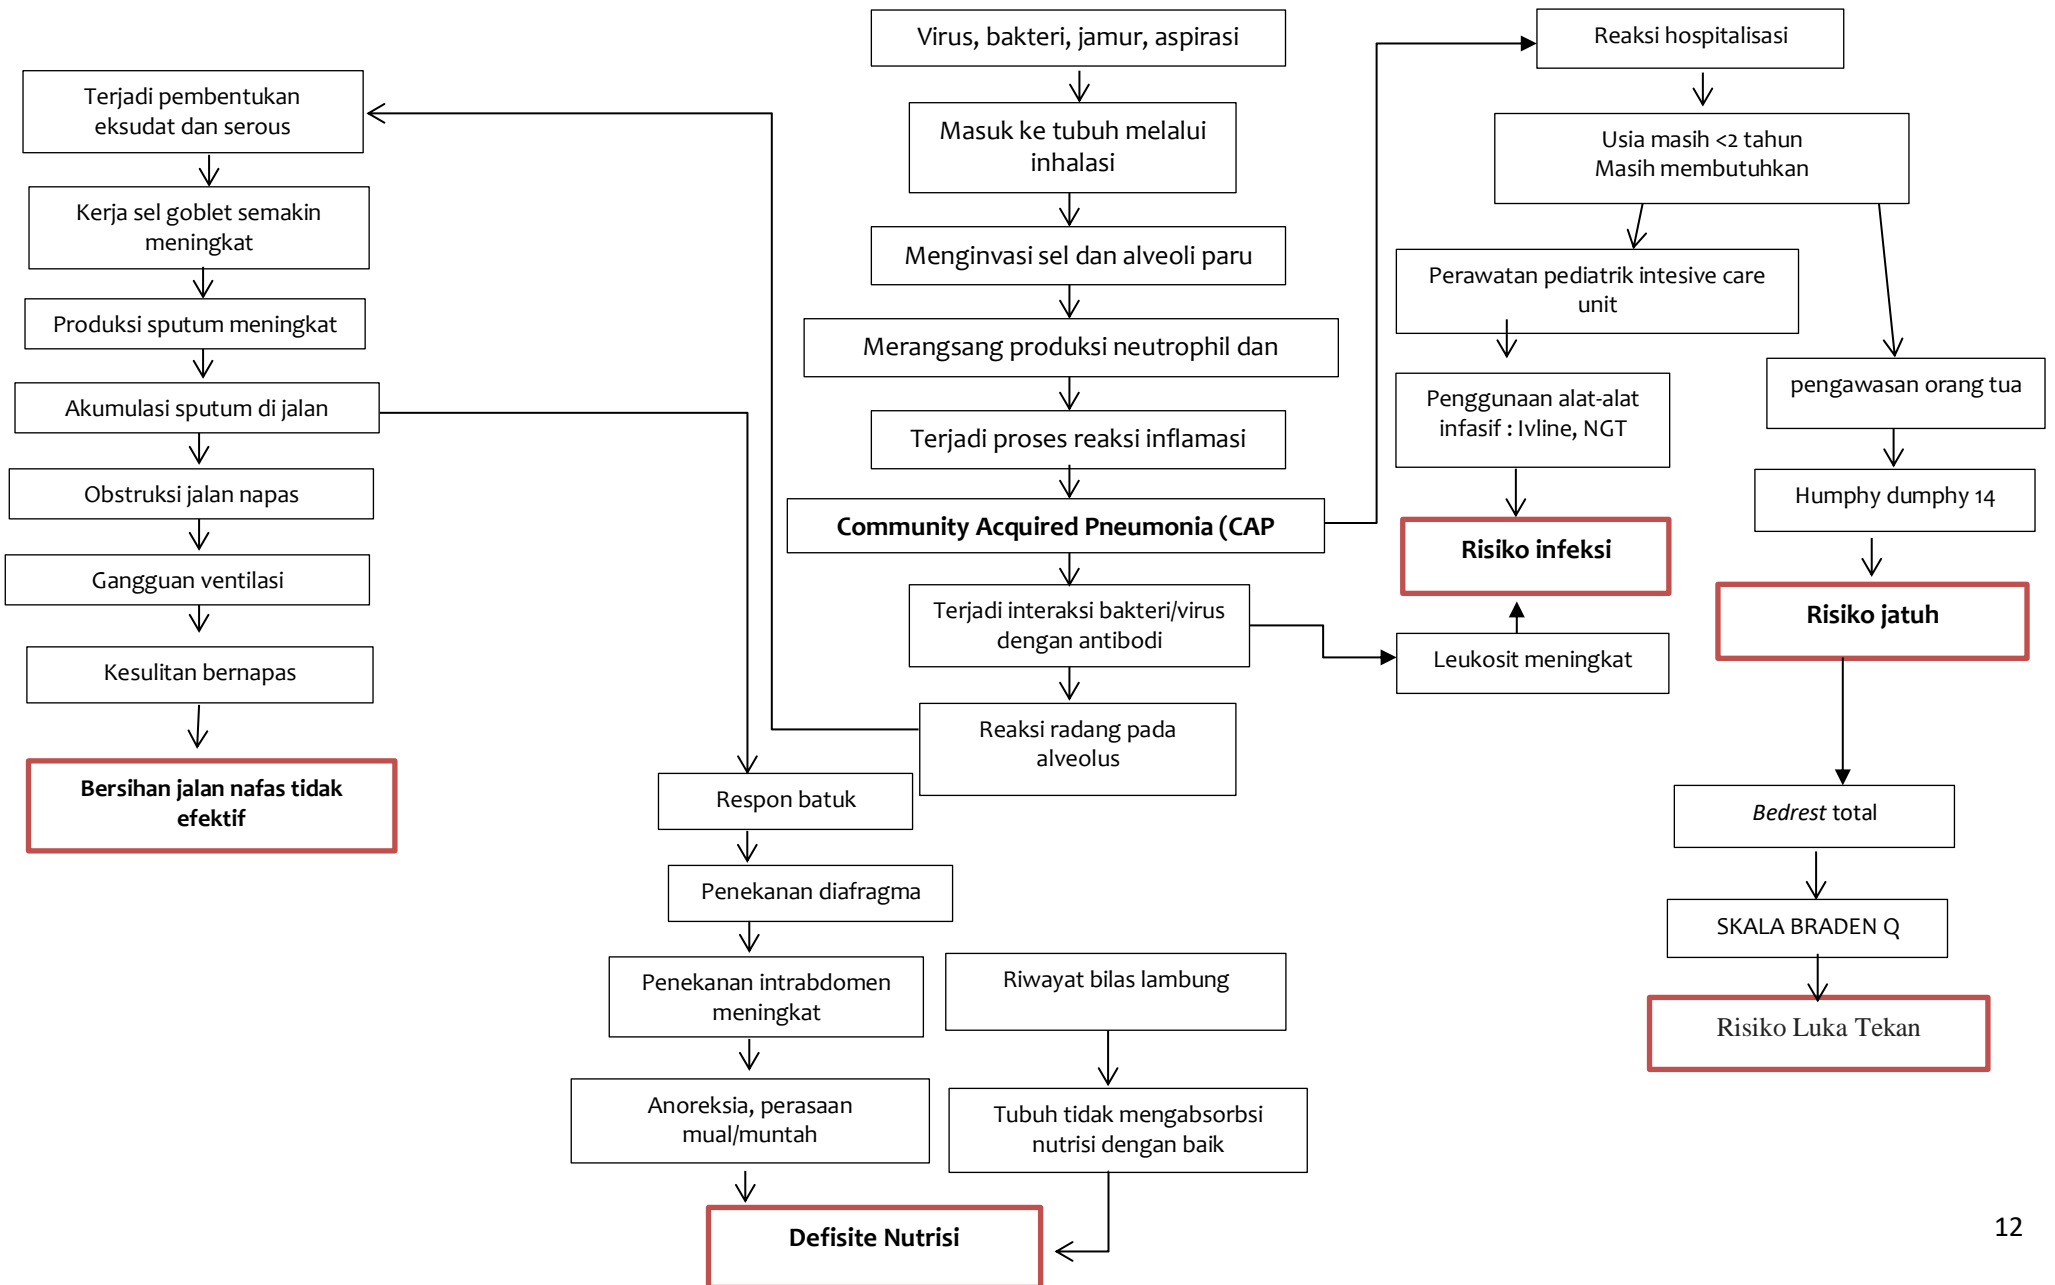 Virus, bakteri, jamur, aspirasi
Masuk ke tubuh melalui
inhalasi
Menginvasi sel dan alveoli paru
Merangsang produksi neutrophil dan
Terjadi proses reaksi inflamasi
Community Acquired Pneumonia (CAP
Terjadi interaksi bakteri/virus
dengan antibodi
Reaksi radang pada
alveolus
Terjadi pembentukan
eksudat dan serous
Kerja sel goblet semakin
meningkat
Produksi sputum meningkat
Akumulasi sputum di jalan
Obstruksi jalan napas
Gangguan ventilasi
Kesulitan bernapas
Bersihan jalan nafas tidak
efektif
Respon batuk
Penekanan diafragma
Penekanan intrabdomen
meningkat
Anoreksia, perasaan
mual/muntah
Riwayat bilas lambung
Tubuh tidak mengabsorbsi
nutrisi dengan baik
Defisite Nutrisi
Reaksi hospitalisasi
Usia masih <2 tahun
Masih membutuhkan
Perawatan pediatrik intesive care
unit
Penggunaan alat-alat
infasif : Ivline, NGT
Risiko infeksi
Leukosit meningkat
pengawasan orang tua
Humphy dumphy 14
Risiko jatuh
Bedrest total
SKALA BRADEN Q
Risiko Luka Tekan
12